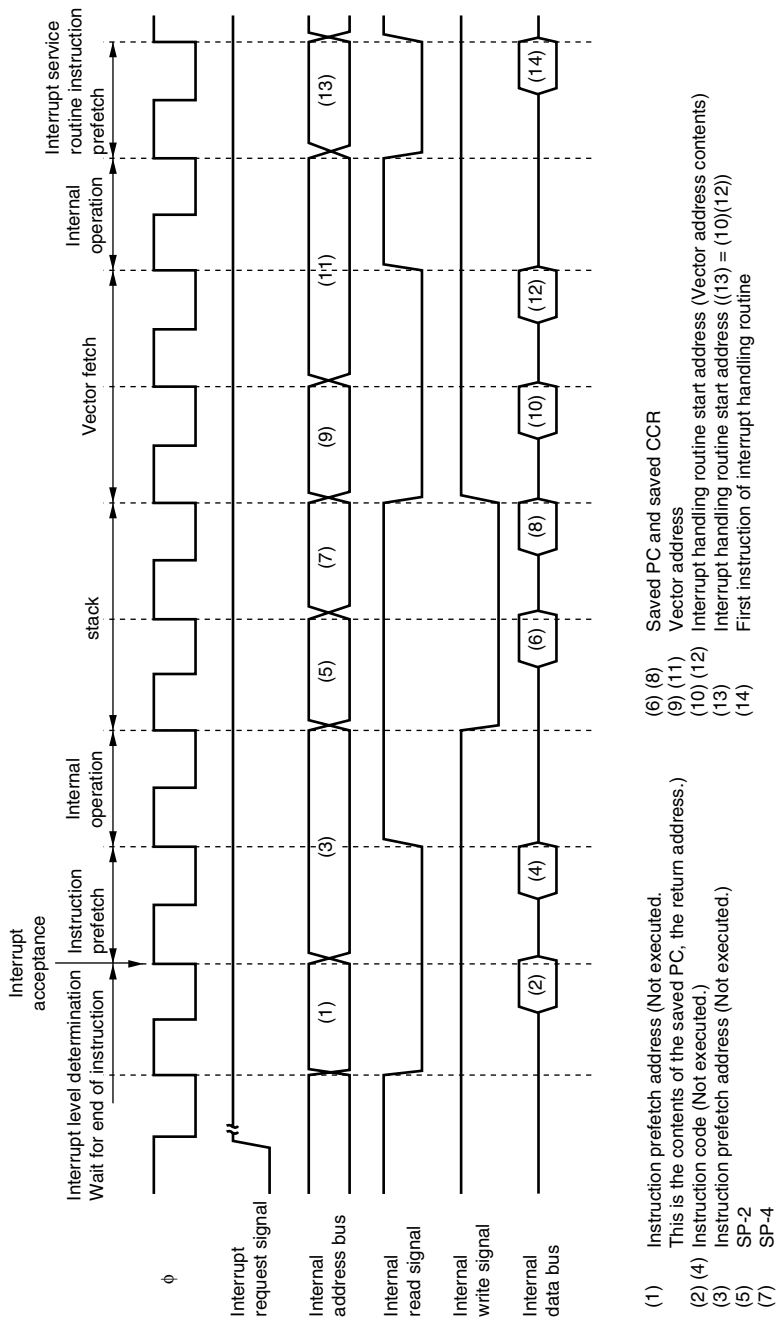 Interrupt
acceptance
Interrupt level determination
Wait for end of instruction
Instruction
prefetch
Internal
operation
stack
Vector fetch
Internal
operation
Interrupt service
routine instruction
prefetch
φ
Interrupt
request signal
Internal
address bus
(1)
(3)
(5)
(7)
(9)
(11)
(13)
Internal
read signal
Internal
write signal
Internal
data bus
(2)
(4)
(6)
(8)
(10)
(12)
(14)
(1) Instruction prefetch address (Not executed.
This is the contents of the saved PC, the return address.)
(2) (4) Instruction code (Not executed.)
(3) Instruction prefetch address (Not executed.)
(5) SP-2
(7) SP-4
(6) (8) Saved PC and saved CCR
(9) (11) Vector address
(10) (12) Interrupt handling routine start address (Vector address contents)
(13) Interrupt handling routine start address ((13) = (10)(12))
(14) First instruction of interrupt handling routine